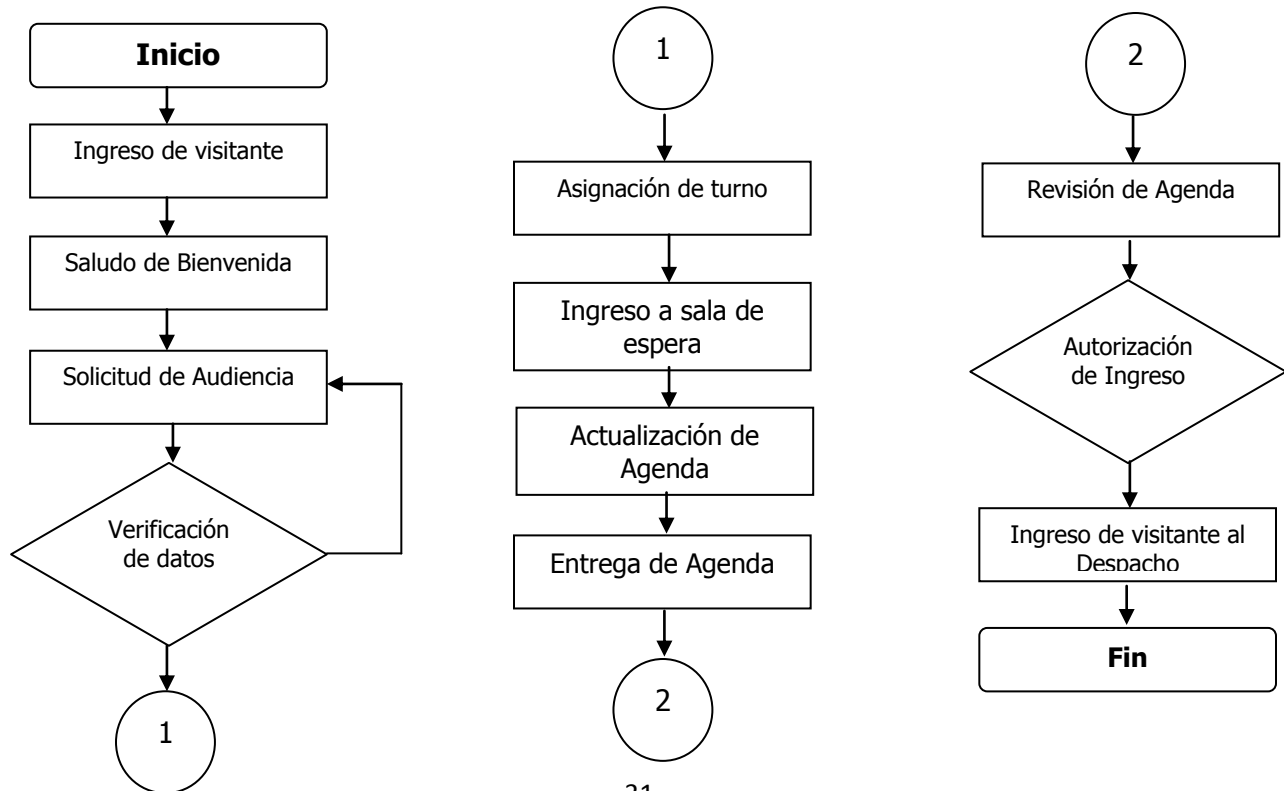 Inicio
Ingreso de visitante
Saludo de Bienvenida
Solicitud de Audiencia
Verificación
de datos
1
1
Asignación de turno
Ingreso a sala de
espera
Actualización de
Agenda
Entrega de Agenda
2
2
Revisión de Agenda
Autorización
de Ingreso
Ingreso de visitante al
Despacho
Fin